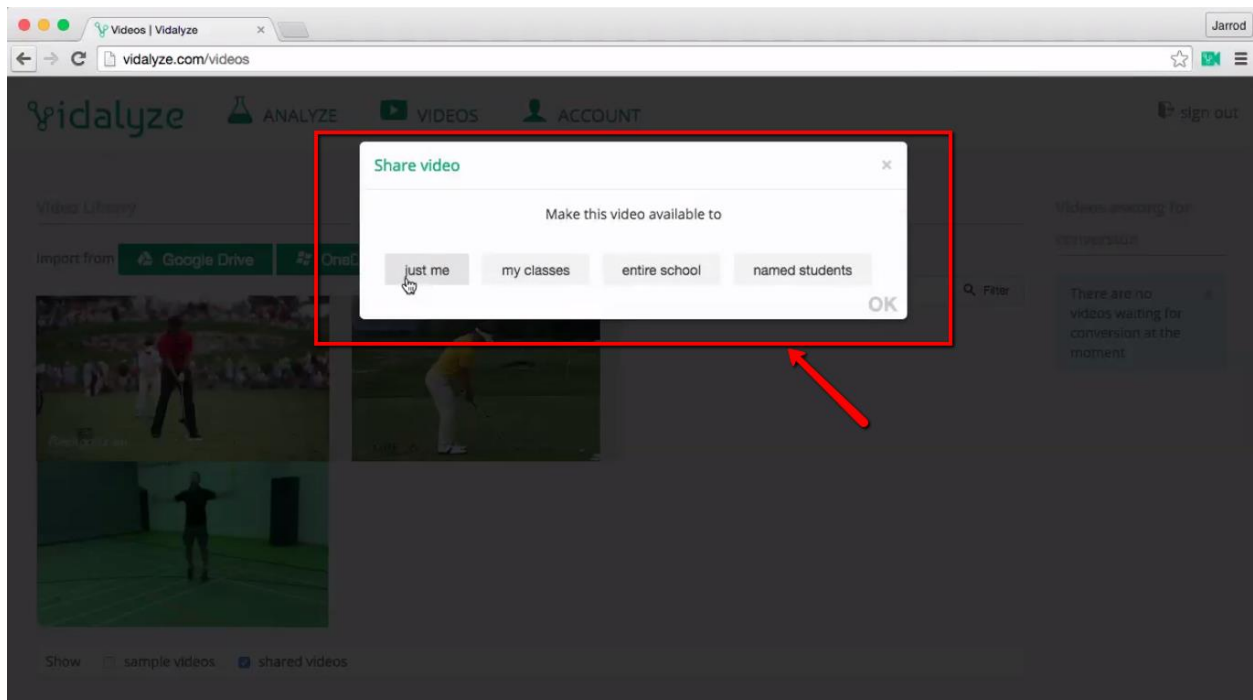 Videos | Vidalyze
Jarrod
vidalyze.com/videos
Vidalyze ANALYZE VIDEOS ACCOUNT sign out
Share video
Make this video available to
just me my classes entire school named students
OK
Video Library
Videos waiting for
conversion
Import from Google Drive
Filter
There are no
videos waiting for
conversion at the
moment
Show sample videos shared videos